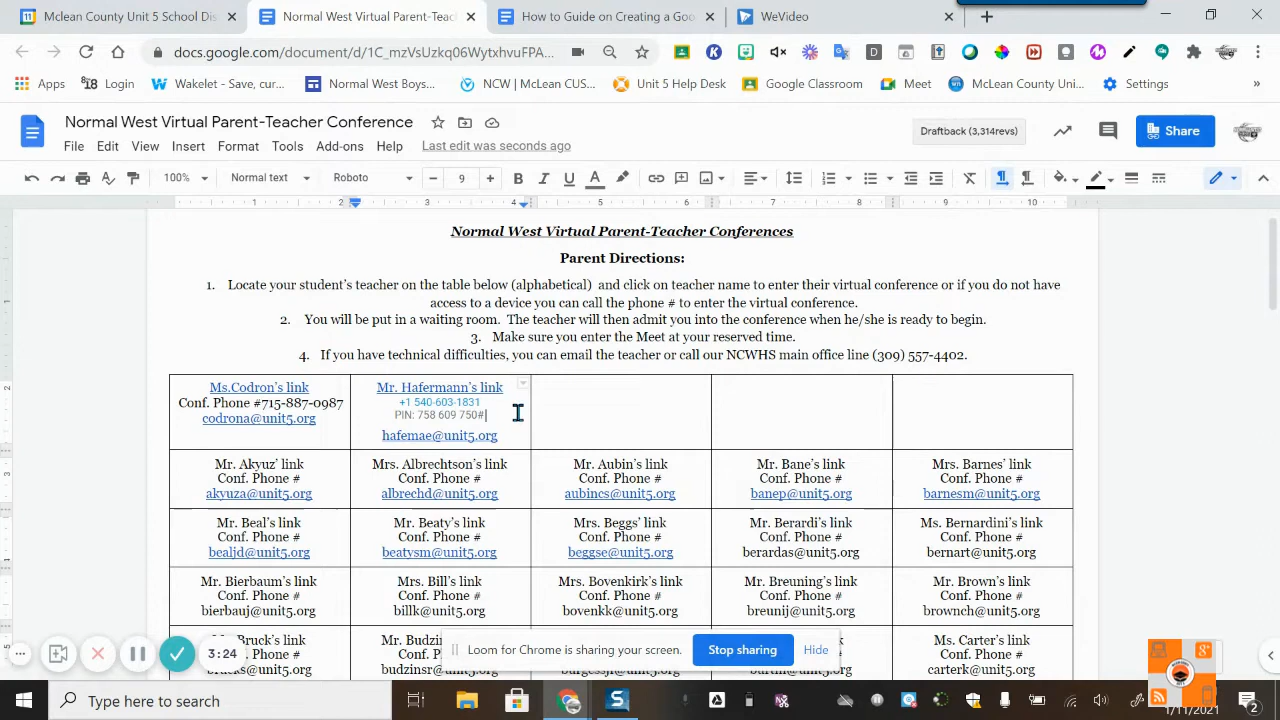 Mclean County Unit 5 School Dis
Normal West Virtual Parent-Teac
How to Guide on Creating a Goo
WeVideo
docs.google.com/document/d/1C_mzVsUzkq06WytxhvuFPA...
Apps
Login
Wakelet - Save, cur...
Normal West Boys...
NCW | McLean CUS...
Unit 5 Help Desk
Google Classroom
Meet
McLean County Uni...
Settings
Normal West Virtual Parent-Teacher Conference
Draftback (3,314revs)
Share
File Edit View Insert Format Tools Add-ons Help Last edit was seconds ago
100% Normal text Roboto 9
Normal West Virtual Parent-Teacher Conferences
Parent Directions:
1. Locate your student's teacher on the table below (alphabetical) and click on teacher name to enter their virtual conference or if you do not have
access to a device you can call the phone # to enter the virtual conference.
2. You will be put in a waiting room. The teacher will then admit you into the conference when he/she is ready to begin.
3. Make sure you enter the Meet at your reserved time.
4. If you have technical difficulties, you can email the teacher or call our NCWHS main office line (309) 557-4402.
Ms.Codron's link
Conf. Phone #715-887-0987
codrona@unit5.org
Mr. Hafermann's link
+1 540-603-1831
PIN: 758 609 750#
hafemae@unit5.org
Mr. Akyuz' link
Conf. Phone #
akyuza@unit5.org
Mrs. Albrechtson's link
Conf. Phone #
albrechd@unit5.org
Mr. Aubin's link
Conf. Phone #
aubincs@unit5.org
Mr. Bane's link
Conf. Phone #
banep@unit5.org
Mrs. Barnes' link
Conf. Phone #
barnesm@unit5.org
Mr. Beal's link
Conf. Phone #
bealjd@unit5.org
Mr. Beaty's link
Conf. Phone #
beatysm@unit5.org
Mrs. Beggs' link
Conf. Phone #
beggse@unit5.org
Mr. Berardi's link
Conf. Phone #
berardas@unit5.org
Ms. Bernardini's link
Conf. Phone #
bernart@unit5.org
Mr. Bierbaum's link
Conf. Phone #
bierbauj@unit5.org
Mrs. Bill's link
Conf. Phone #
billk@unit5.org
Mrs. Bovenkirk's link
Conf. Phone #
bovenkk@unit5.org
Mr. Breuning's link
Conf. Phone #
breunij@unit5.org
Mr. Brown's link
Conf. Phone #
brownch@unit5.org
Bruck's link
Mr. Budzin
budzinsr@unit5.org
Ms. Carter's link
Conf. Phone #
carterk@unit5.org
3:24
Loom for Chrome is sharing your screen.
Stop sharing
Hide
Type here to search
1/11/2021
2